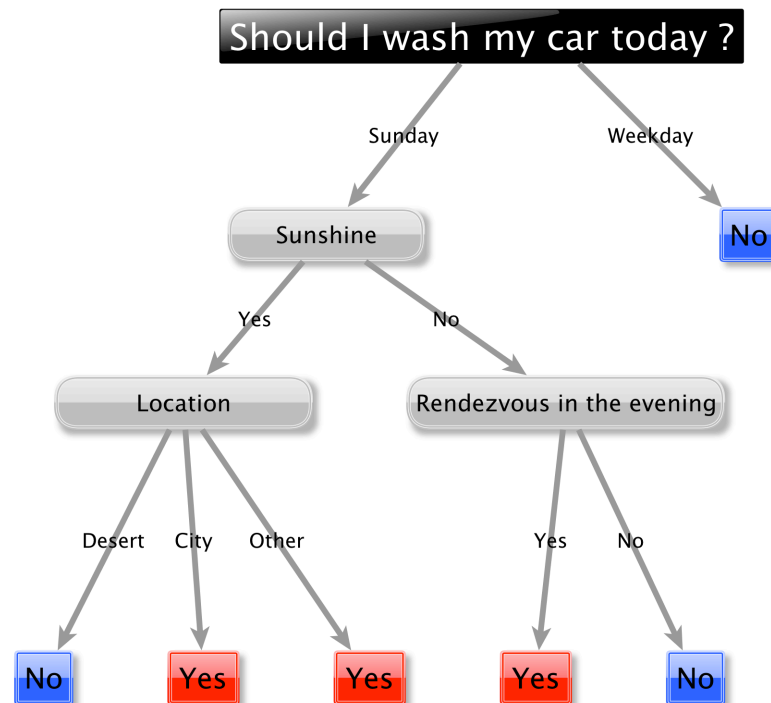 Should I wash my car today ?
Sunday
Weekday
Sunshine
No
Yes
No
Location
Rendezvous in the evening
Desert
City
Other
Yes
No
No
Yes
Yes
Yes
No